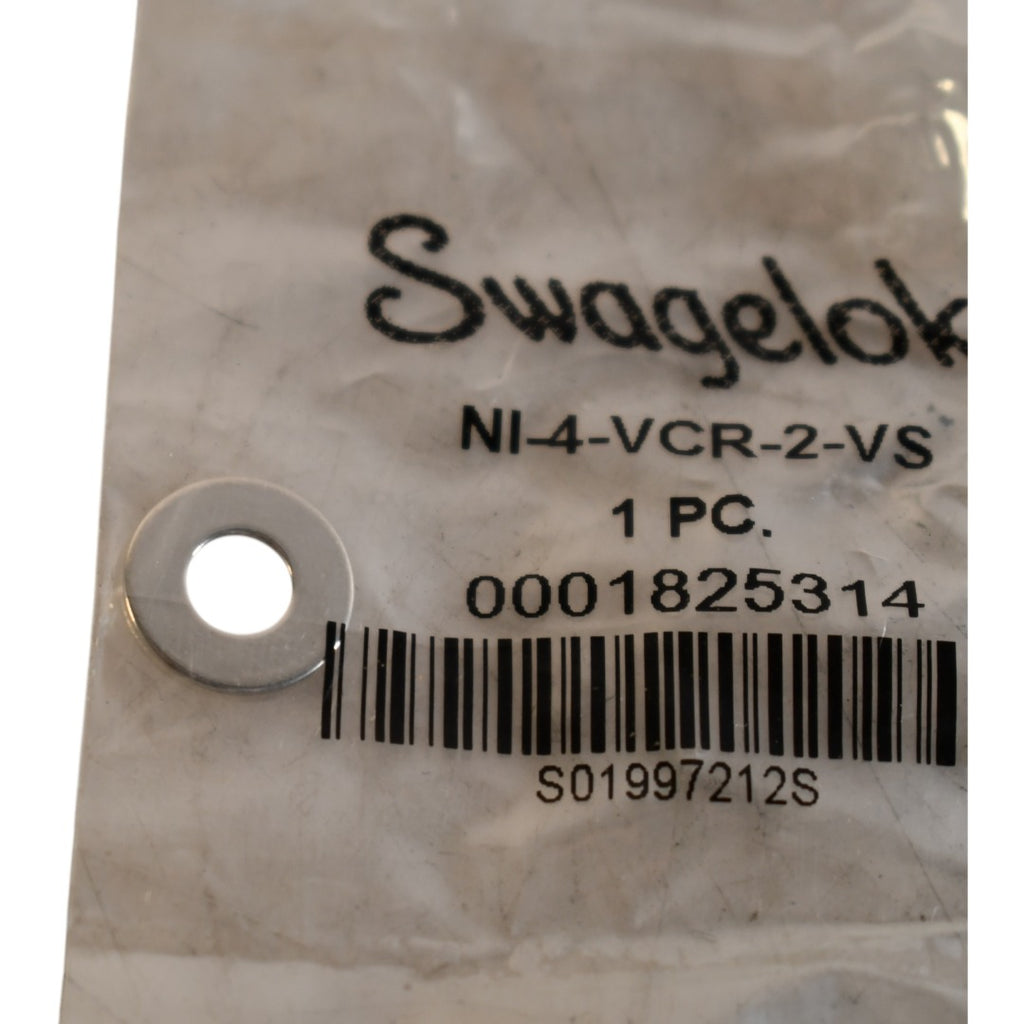 Swagelok
NI-4-VCR-2-VS
1 PC.
0001825314
S01997212S